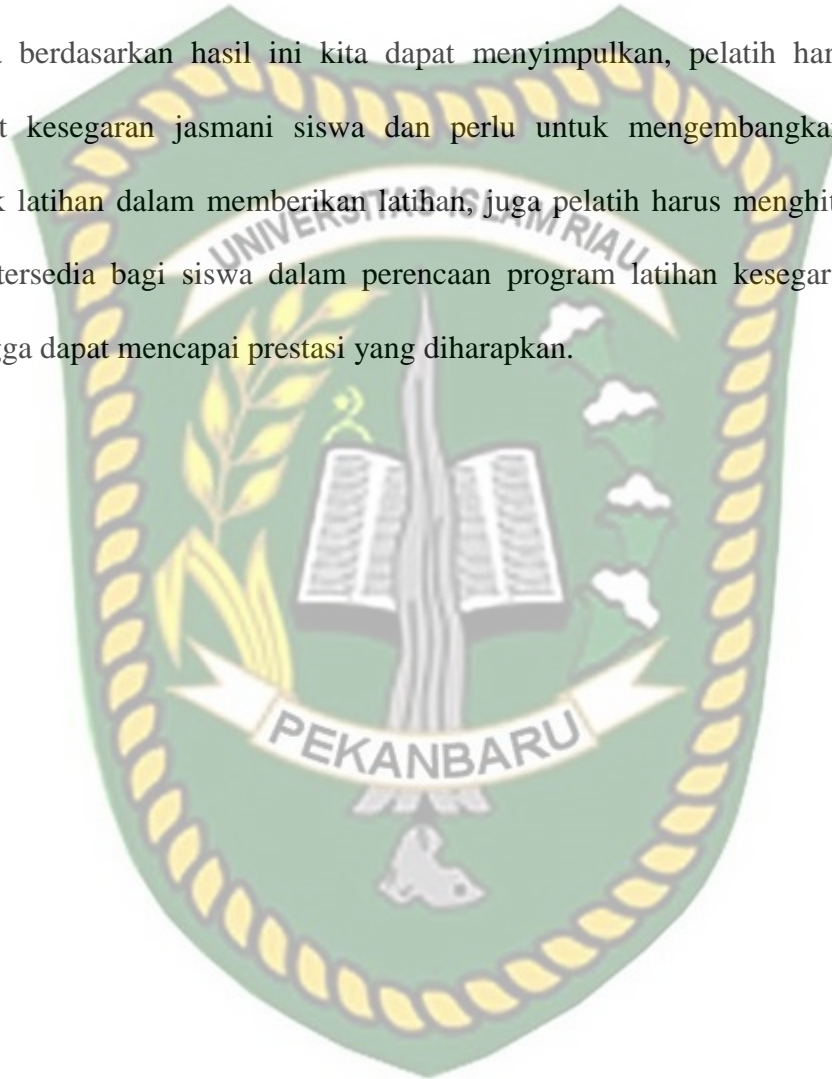 berdasarkan hasil ini kita dapat menyimpulkan, pelatih har
t kesegaran jasmani siswa dan perlu untuk mengembangkan
k latihan dalam memberikan latihan, juga pelatih harus menghit
tersedia bagi siswa dalam perencaan program latihan kesegar
gga dapat mencapai prestasi yang diharapkan.
UNIVERSITAS ISLAM RIAU
PEKANBARU